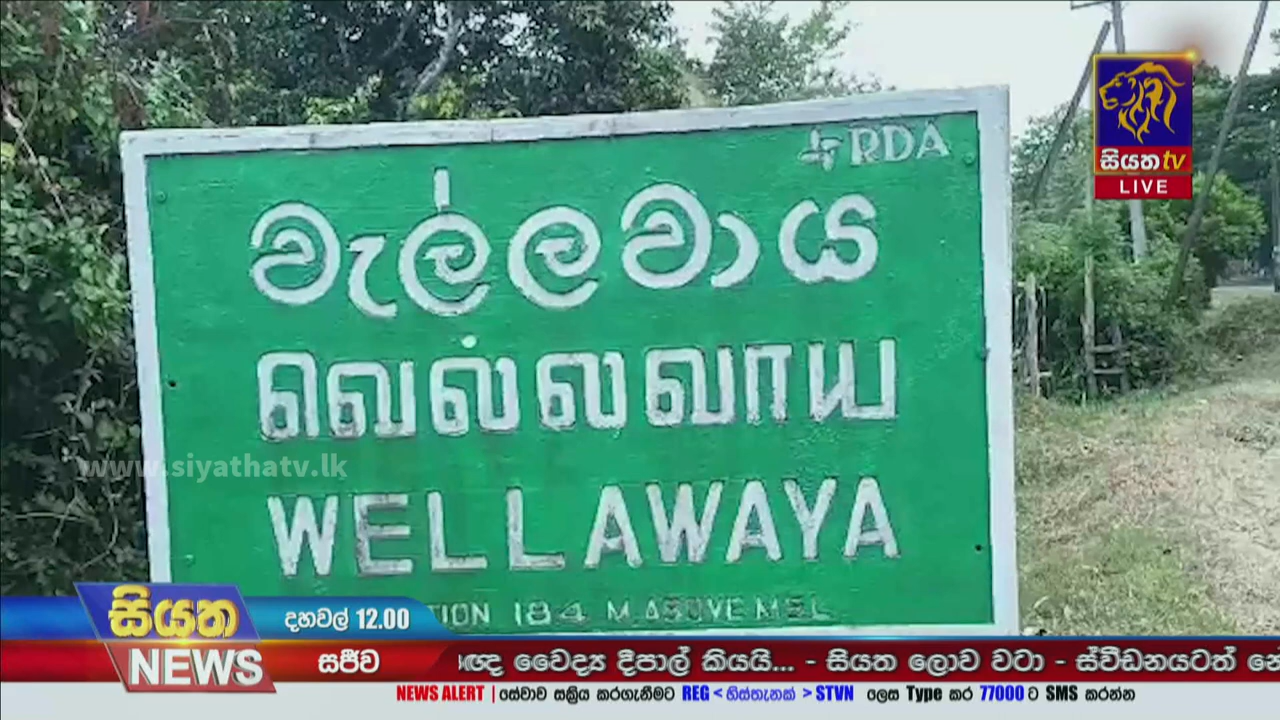 RDA
සියත tv
LIVE
වැල්ලවාය
வெல்லவாய
WELLAWAYA
www.siyathatv.lk
TION 184 M.ABOVE MSL
සියත
NEWS
දහවල් 12.00
සජීව
වෛද්‍ය දීපාල් කියයි... - සියත ලොව වටා - ස්වීඩනයටත්
NEWS ALERT | සේවාව සක්‍රිය කරගැනීමට REG < හිස්තැනක් > STVN ලෙස Type කර 77000 ට SMS කරන්න